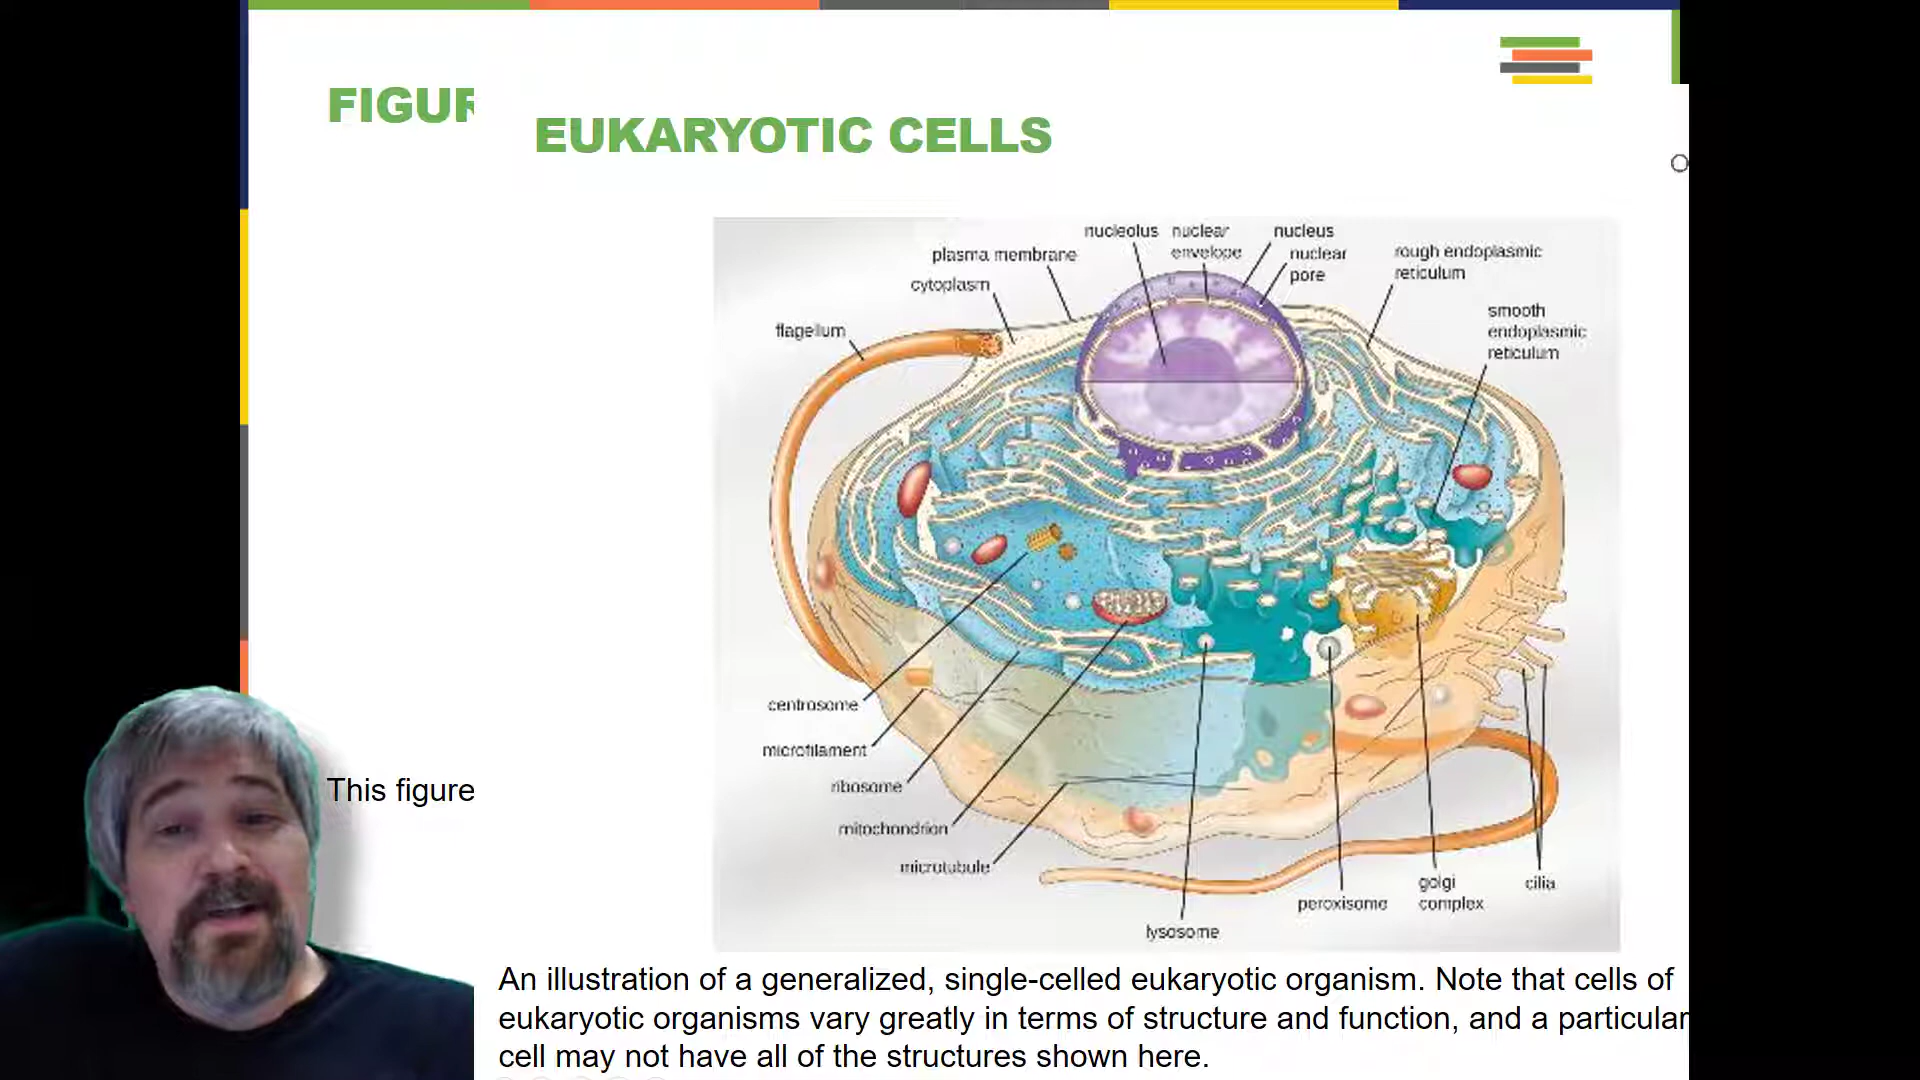 FIGUR
EUKARYOTIC CELLS
nucleolus
nuclear
envelope
nucleus
nuclear
pore
plasma membrane
rough endoplasmic
reticulum
cytoplasm
smooth
endoplasmic
reticulum
flagellum
centrosome
microfilament
ribosome
mitochondrion
microtubule
lysosome
peroxisome
golgi
complex
cilia
This figure
An illustration of a generalized, single-celled eukaryotic organism. Note that cells of
eukaryotic organisms vary greatly in terms of structure and function, and a particular
cell may not have all of the structures shown here.